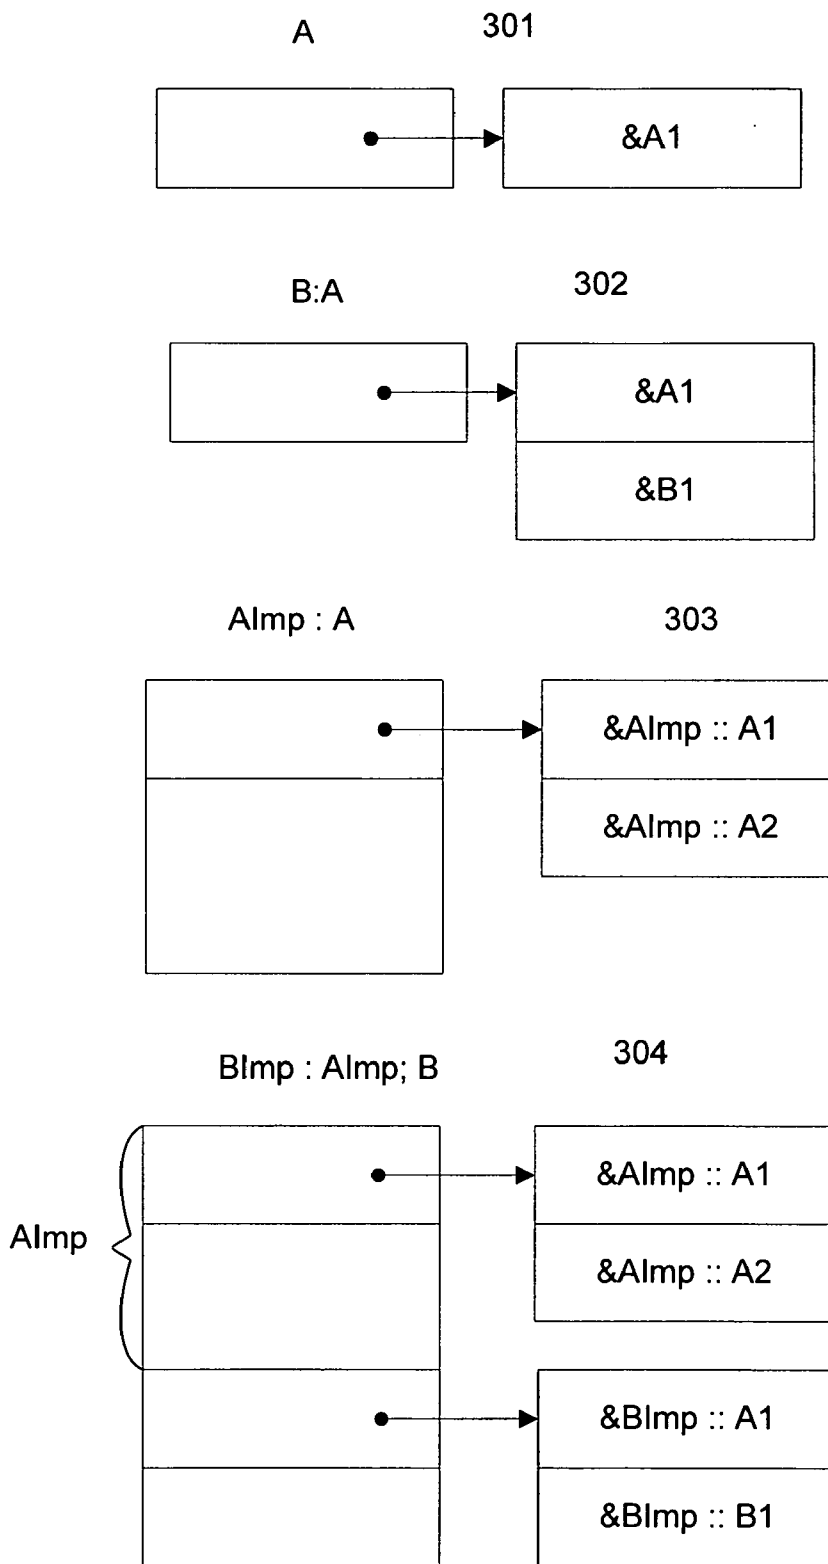 A 301
&A1
B:A 302
&A1
&B1
AImp : A 303
&AImp :: A1
&AImp :: A2
BImp : AImp; B 304
&AImp :: A1
AImp
&AImp :: A2
&BImp :: A1
&BImp :: B1